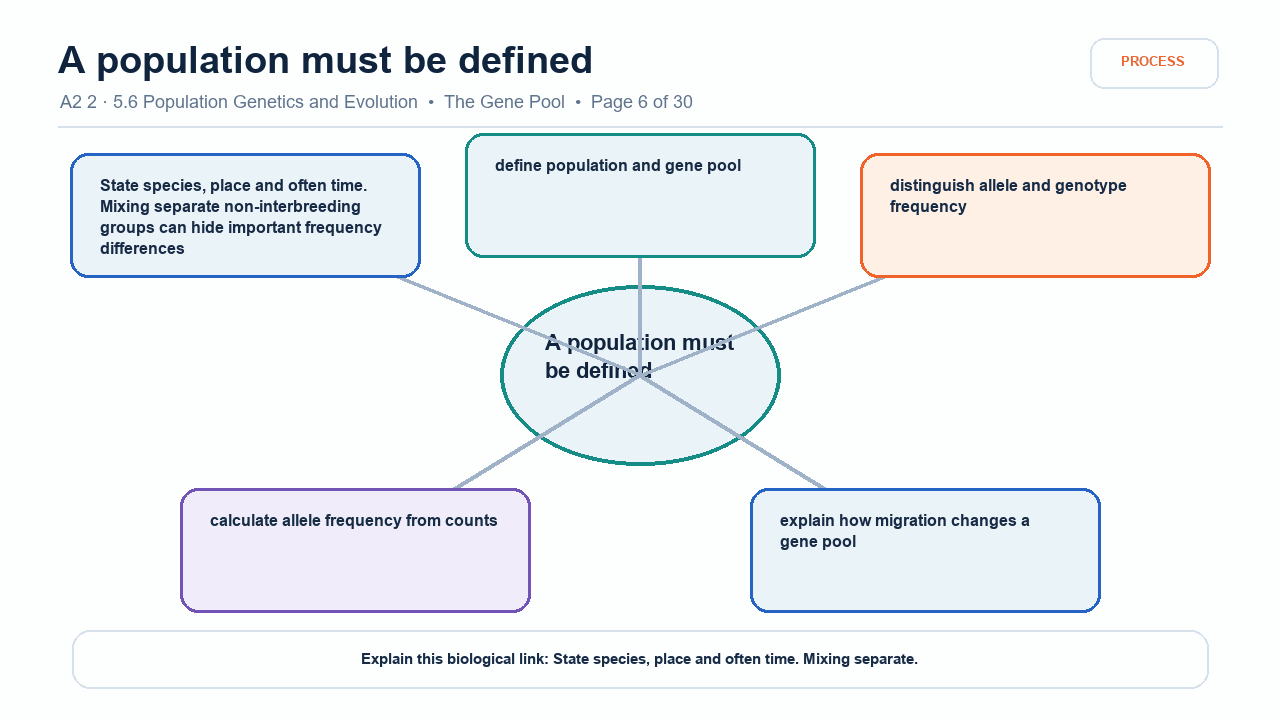 A population must be defined
PROCESS
A2 2 · 5.6 Population Genetics and Evolution • The Gene Pool • Page 6 of 30
State species, place and often time.
Mixing separate non-interbreeding
groups can hide important frequency
differences
define population and gene pool
distinguish allele and genotype
frequency
A population must
be defined
calculate allele frequency from counts
explain how migration changes a
gene pool
Explain this biological link: State species, place and often time. Mixing separate.